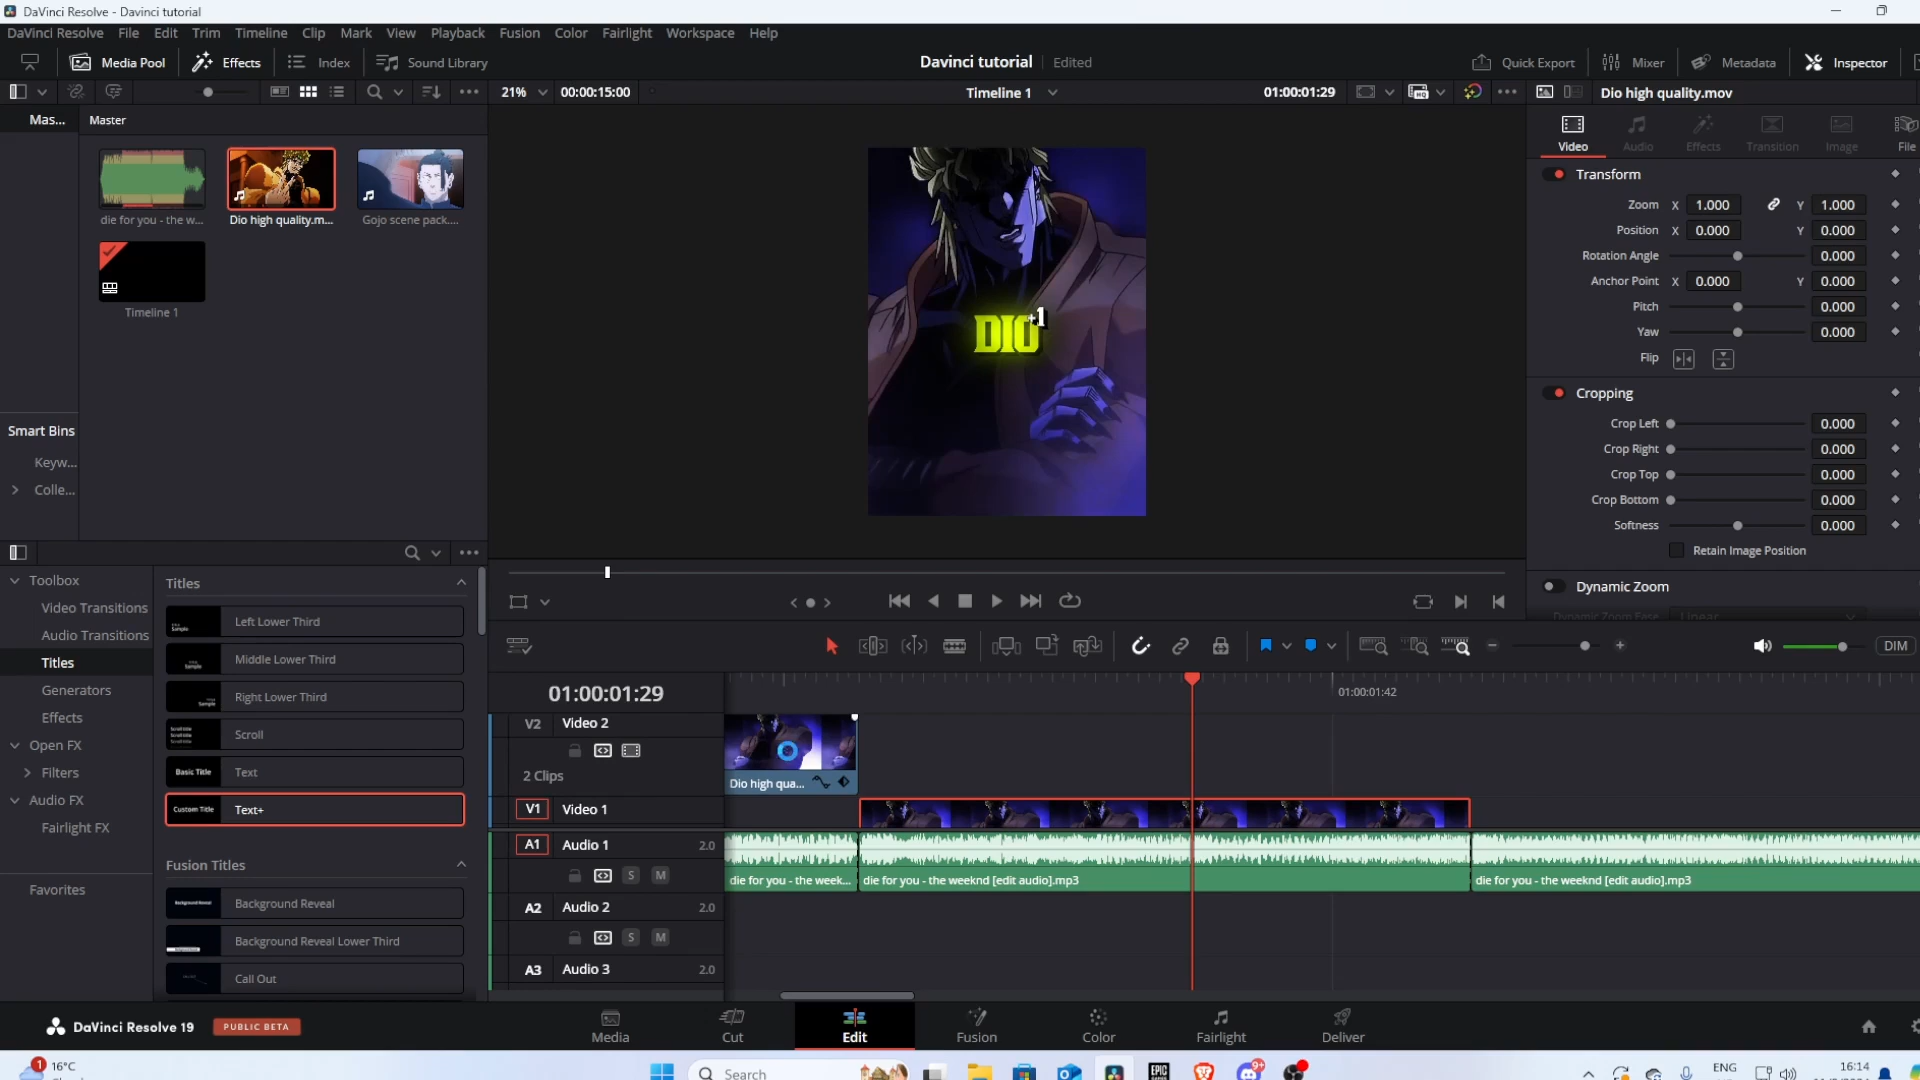 DaVinci Resolve - Davinci tutorial
DaVinci Resolve File Edit Trim Timeline Clip Mark View Playback Fusion Color Fairlight Workspace Help
Media Pool Effects Index Sound Library Davinci tutorial Edited Quick Export Mixer Metadata Inspector
21% 00:00:15:00 Timeline 1 01:00:01:29 Dio high quality.mov
Mas... Master
Video Audio Effects Transition Image File
Transform
Zoom X 1.000 Y 1.000
Position X 0.000 Y 0.000
Rotation Angle 0.000
Anchor Point X 0.000 Y 0.000
Pitch 0.000
Yaw 0.000
Flip
die for you - the w... Dio high quality.m... Gojo scene pack....
Timeline 1
DIO
+1
Cropping
Crop Left 0.000
Crop Right 0.000
Crop Top 0.000
Crop Bottom 0.000
Softness 0.000
Retain Image Position
Dynamic Zoom
Dynamic Zoom Ease Linear
Smart Bins
Keyw...
Colle...
Toolbox
Video Transitions
Audio Transitions
Titles
Generators
Effects
Open FX
Filters
Audio FX
Fairlight FX
Favorites
Titles
Left Lower Third
Middle Lower Third
Right Lower Third
Scroll
Basic Title Text
Custom Title Text+
Fusion Titles
Background Reveal Background Reveal
Background Reveal Lower Third
Call Out
DIM
01:00:01:29 01:00:01:42
V2 Video 2
2 Clips
Dio high qua...
V1 Video 1
A1 Audio 1 2.0
S M
die for you - the week... die for you - the weeknd [edit audio].mp3 die for you - the weeknd [edit audio].mp3
A2 Audio 2 2.0
S M
A3 Audio 3 2.0
DaVinci Resolve 19 PUBLIC BETA
Media Cut Edit Fusion Color Fairlight Deliver
1 16°C
Search
9+
ENG
16:14